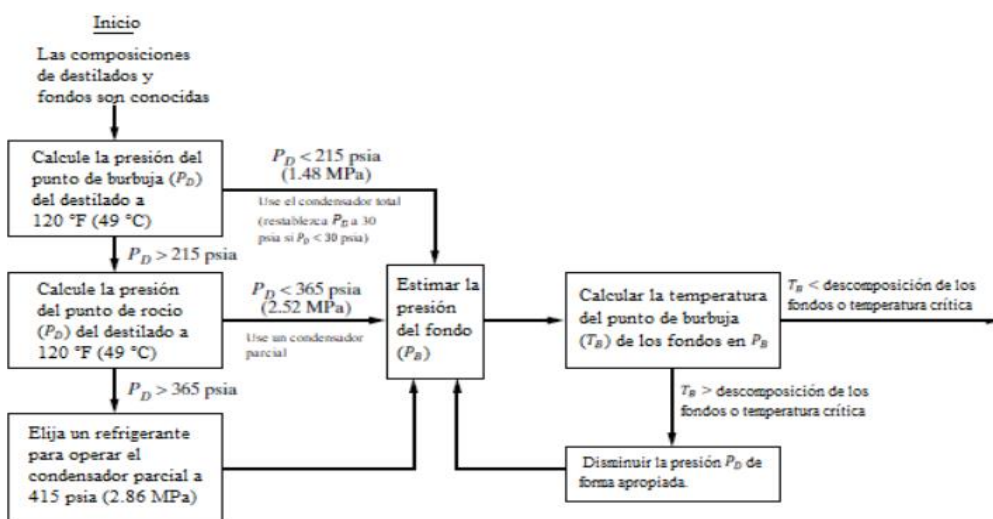 Inicio
Las composiciones
de destilados y
fondos son conocidas
Calcule la presión del
punto de burbuja (P_D)
del destilado a
120 °F (49 °C)
P_D < 215 psia
(1.48 MPa)
Use el condensador total
(restablezca P_D a 30
psia si P_D < 30 psia)
P_D > 215 psia
Calcule la presión
del punto de rocío
(P_D) del destilado a
120 °F (49 °C)
P_D < 365 psia
(2.52 MPa)
Use un condensador
parcial
P_D > 365 psia
Elija un refrigerante
para operar el
condensador parcial a
415 psia (2.86 MPa)
Estimar la
presión
del fondo
(P_B)
Calcular la temperatura
del punto de burbuja
(T_B) de los fondos en P_B
T_B < descomposición de los
fondos o temperatura crítica
T_B > descomposición de los
fondos o temperatura crítica
Disminuir la presión P_D de
forma apropiada.